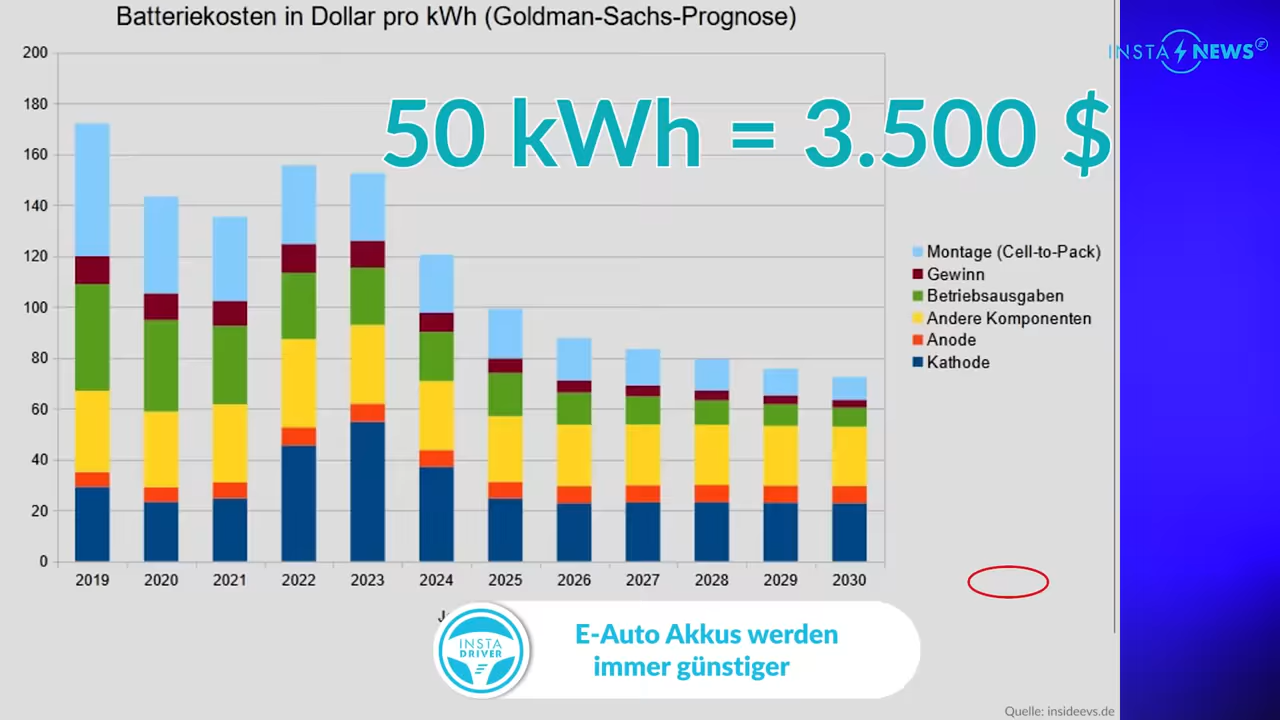 Batteriekosten in Dollar pro kWh (Goldman-Sachs-Prognose)
INSTA NEWS
50 kWh = 3.500 $
200
180
160
140
120
100
80
60
40
20
0
2019 2020 2021 2022 2023 2024 2025 2026 2027 2028 2029 2030
Montage (Cell-to-Pack)
Gewinn
Betriebsausgaben
Andere Komponenten
Anode
Kathode
INSTA
DRIVER
E-Auto Akkus werden
immer günstiger
Quelle: insideevs.de